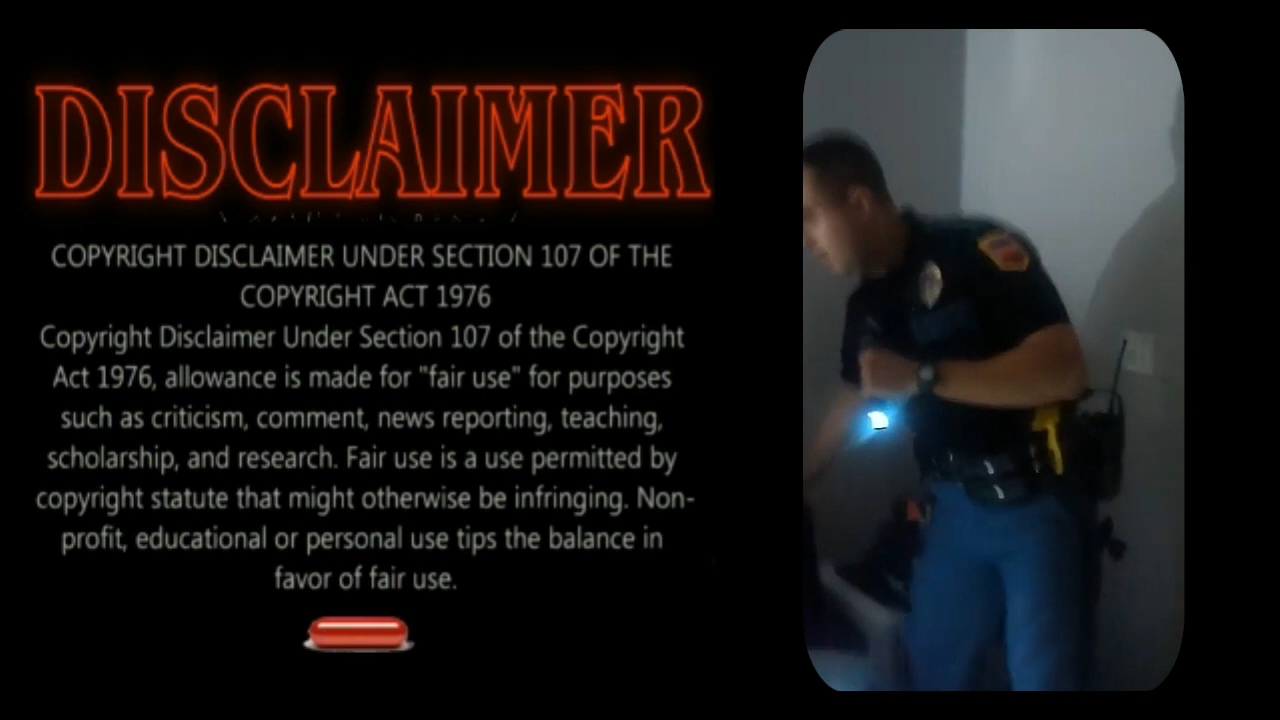 DISCLAIMER
COPYRIGHT DISCLAIMER UNDER SECTION 107 OF THE
COPYRIGHT ACT 1976
Copyright Disclaimer Under Section 107 of the Copyright
Act 1976, allowance is made for "fair use" for purposes
such as criticism, comment, news reporting, teaching,
scholarship, and research. Fair use is a use permitted by
copyright statute that might otherwise be infringing. Non-
profit, educational or personal use tips the balance in
favor of fair use.